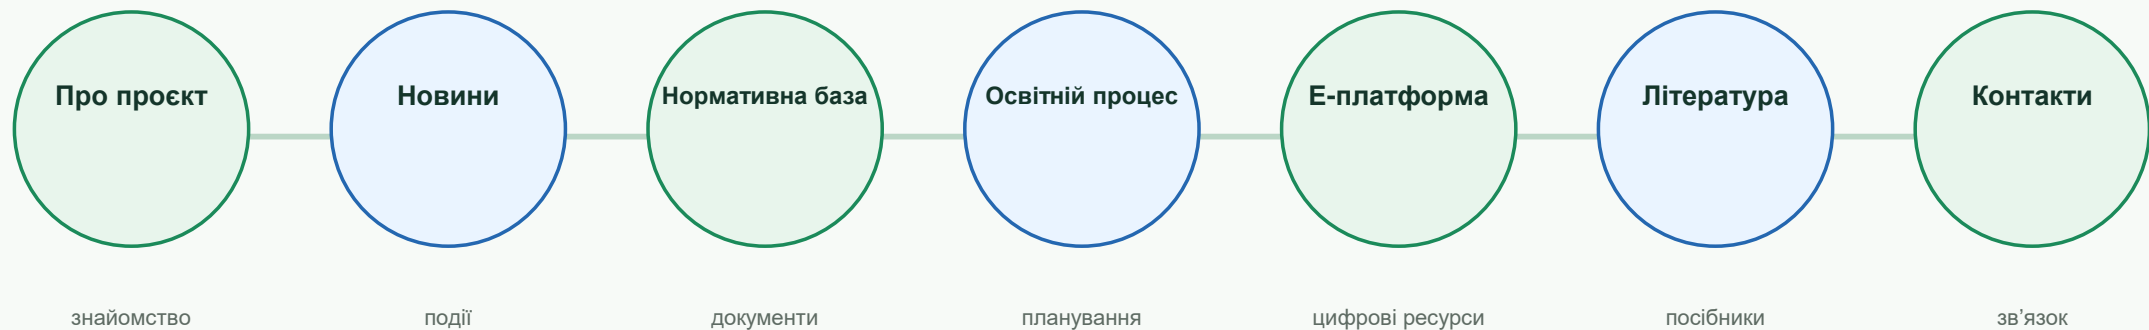 Про проєкт
Новини
Нормативна база
Освітній процес
Е-платформа
Література
Контакти
знайомство
події
документи
планування
цифрові ресурси
посібники
зв’язок